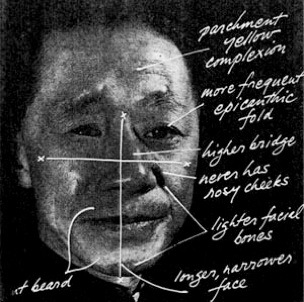 parchment
yellow
complexion
more frequent
epicanthic
fold
higher bridge
never has
rosy cheeks
lighter facial
bones
longer, narrower
face
beard